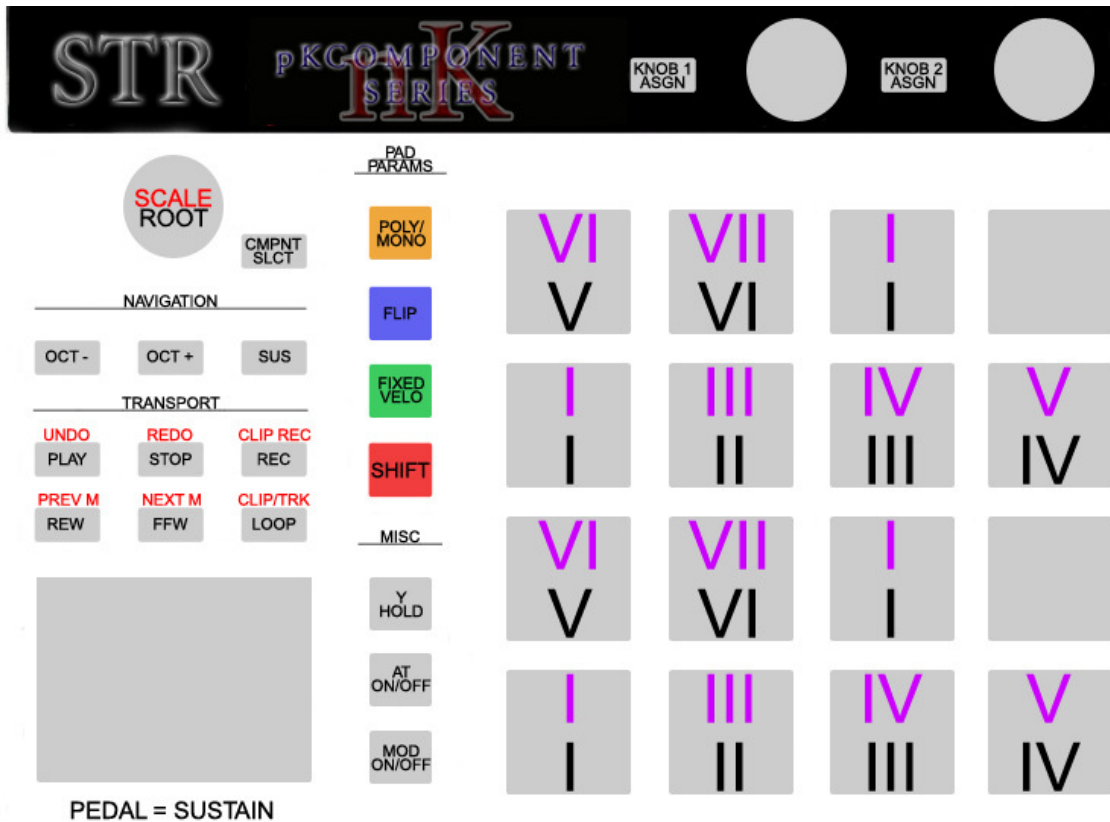 STR
pKCOMPONENT
nK
SERIES
KNOB 1
ASGN
KNOB 2
ASGN
SCALE
ROOT
CMPNT
SLCT
NAVIGATION
OCT -
OCT +
SUS
TRANSPORT
UNDO
REDO
CLIP REC
PLAY
STOP
REC
PREV M
NEXT M
CLIP/TRK
REW
FFW
LOOP
PEDAL = SUSTAIN
PAD
PARAMS
POLY/
MONO
FLIP
FIXED
VELO
SHIFT
MISC
Y
HOLD
AT
ON/OFF
MOD
ON/OFF
VI VII I
V VI I
I III IV V
I II III IV
VI VII I
V VI I
I III IV V
I II III IV